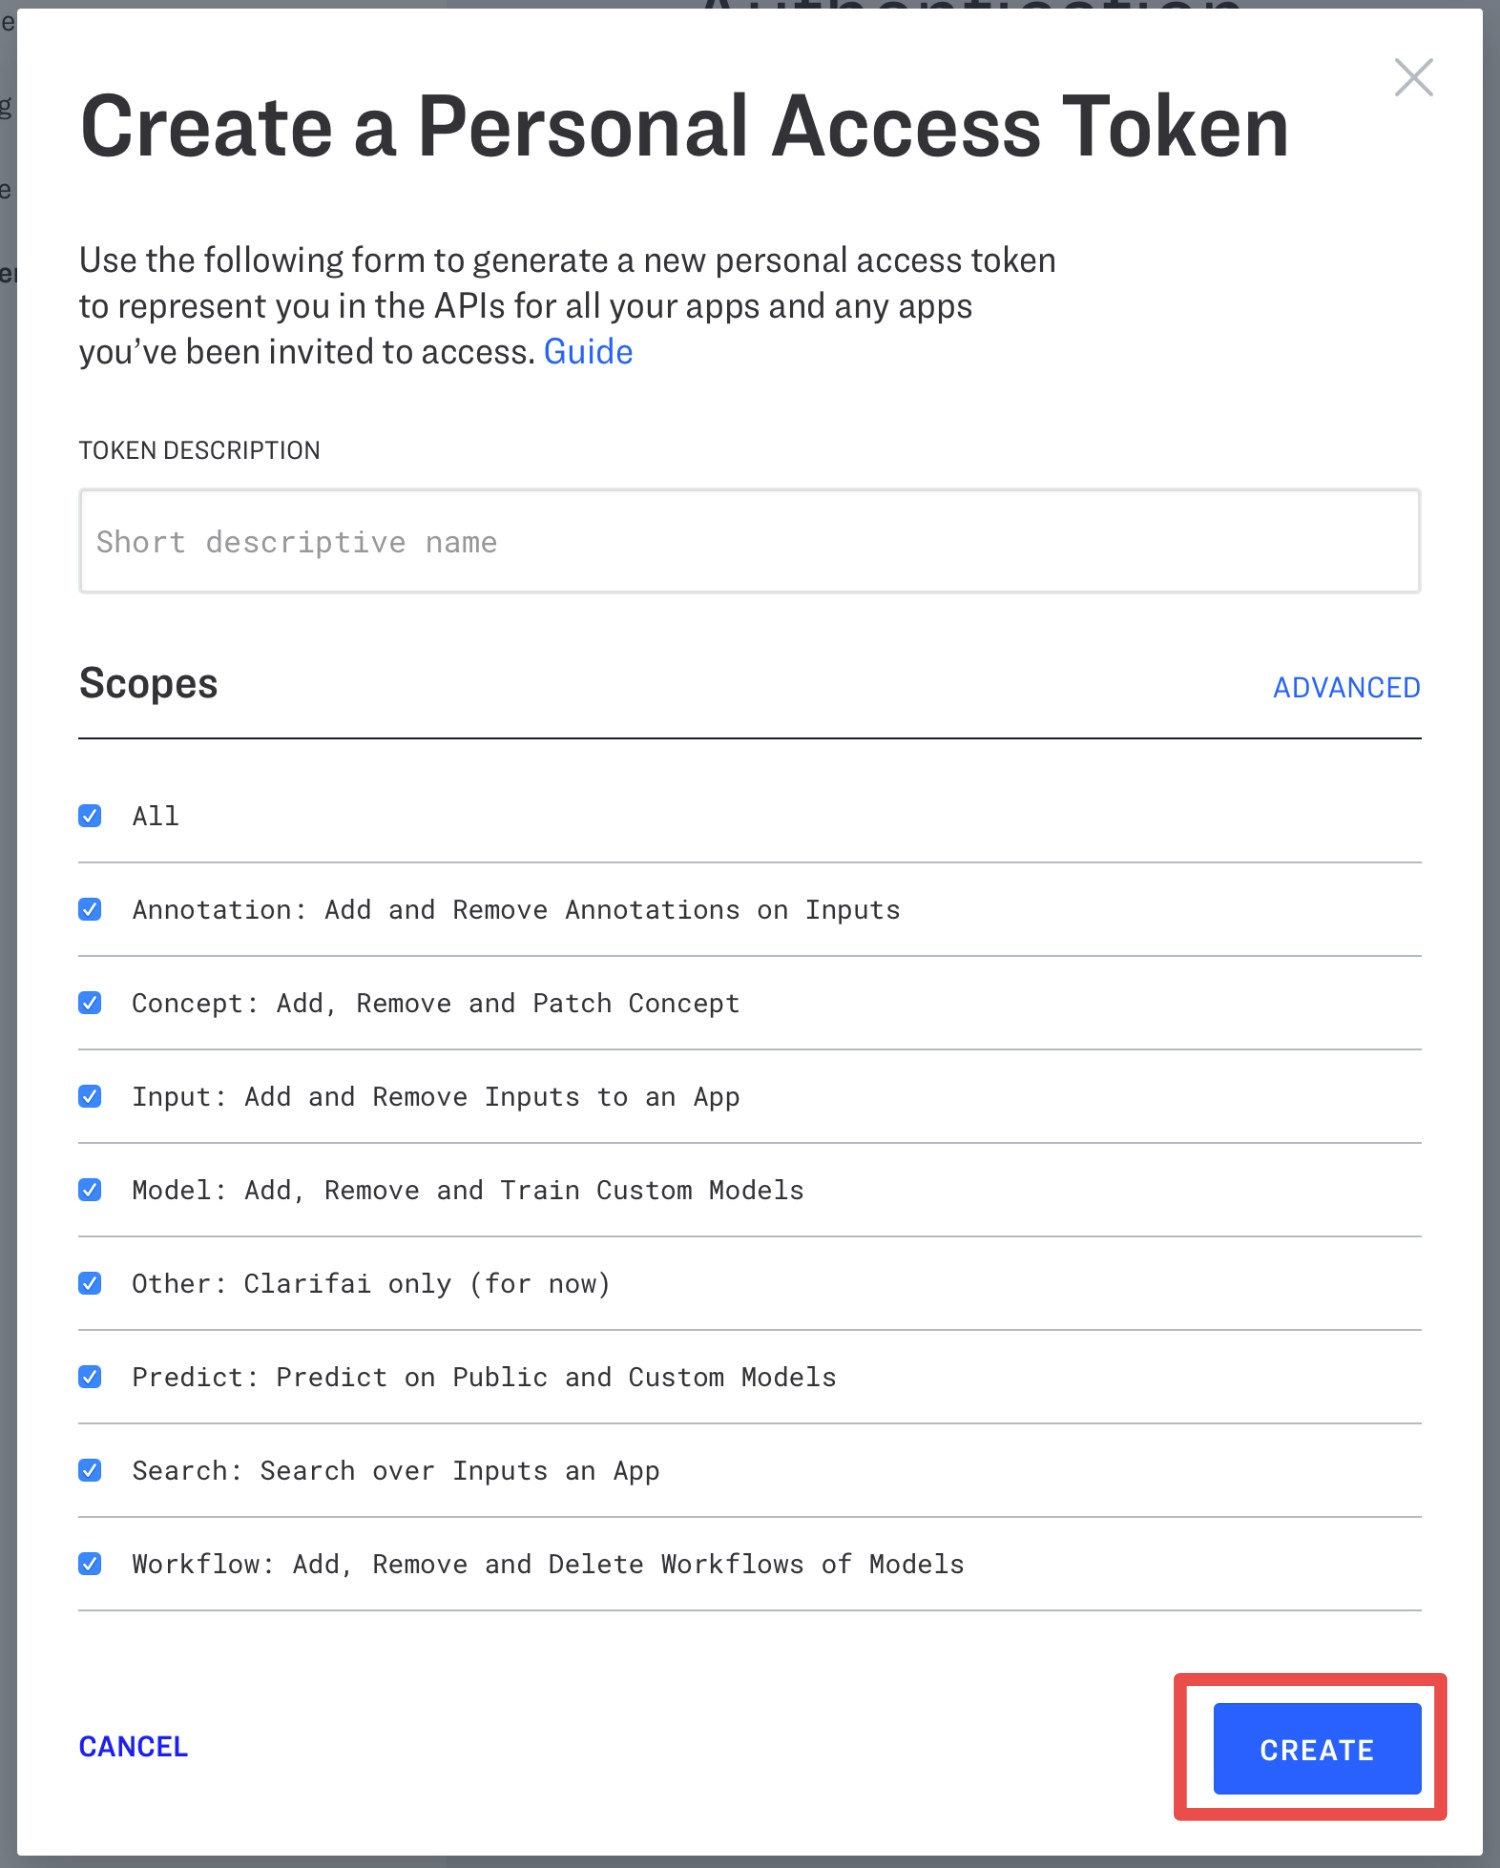 Authentication
Create a Personal Access Token
Use the following form to generate a new personal access token
to represent you in the APIs for all your apps and any apps
you've been invited to access. Guide
TOKEN DESCRIPTION
Short descriptive name
Scopes
ADVANCED
All
Annotation: Add and Remove Annotations on Inputs
Concept: Add, Remove and Patch Concept
Input: Add and Remove Inputs to an App
Model: Add, Remove and Train Custom Models
Other: Clarifai only (for now)
Predict: Predict on Public and Custom Models
Search: Search over Inputs an App
Workflow: Add, Remove and Delete Workflows of Models
CANCEL
CREATE